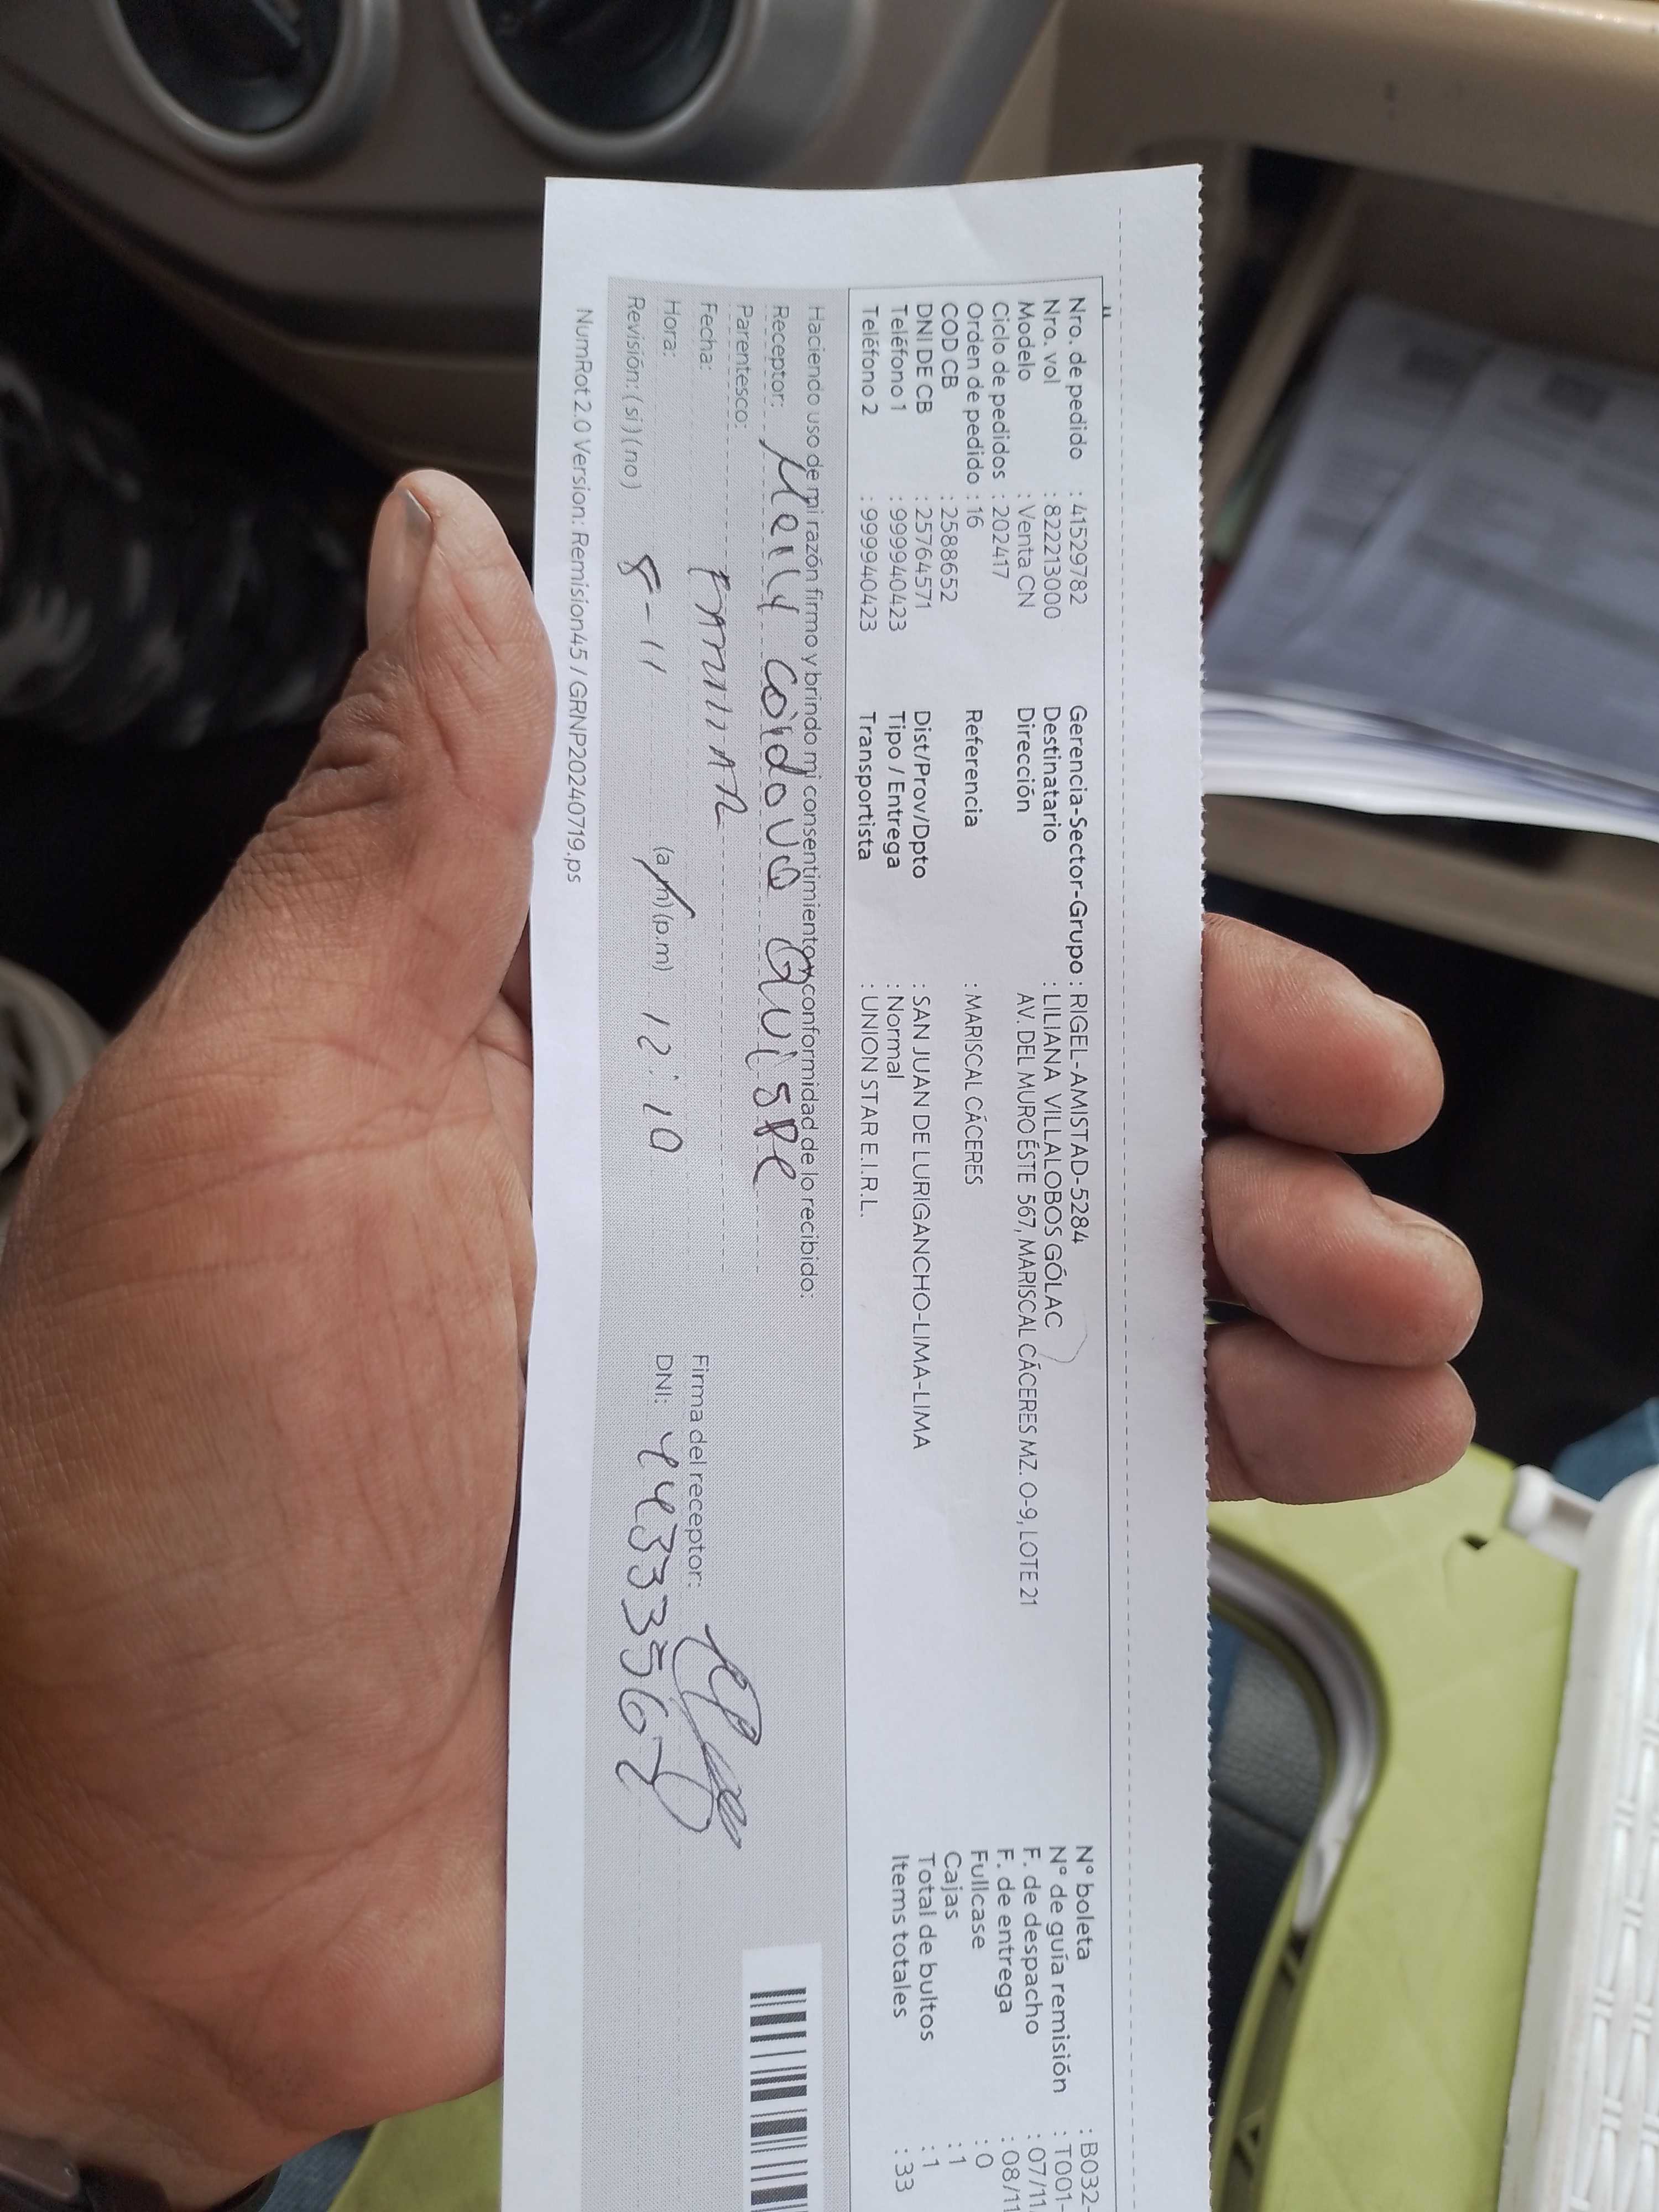 Nro. de pedido : 41529782
Nro. vol : 822213000
Modelo : Venta CN
Ciclo de pedidos : 202417
Orden de pedido : 16
COD CB : 2588652
DNI DE CB : 25764571
Teléfono 1 : 999940423
Teléfono 2 : 999940423
Gerencia-Sector-Grupo : RIGEL-AMISTAD-5284
Destinatario : LILIANA VILLALOBOS GÓLAC
Dirección AV. DEL MURO ÉSTE 567, MARISCAL CÁCERES MZ. O-9, LOTE 21
Referencia : MARISCAL CÁCERES
Dist/Prov/Dpto : SAN JUAN DE LURIGANCHO-LIMA-LIMA
Tipo / Entrega : Normal
Transportista : UNION STAR E.I.R.L.
N° boleta : B032-
N° de guía remisión : T001-
F. de despacho : 07/11
F. de entrega : 08/11
Fullcase : 0
Cajas : 1
Total de bultos : 1
Items totales : 33
Haciendo uso de mi razón firmo y brindo mi consentimiento y conformidad de lo recibido:
Receptor: Cordova Quispe
Parentesco: FAMILIAR
Fecha: 8-11
Hora: (a.m) (p.m) 12:10
Revisión: ( si ) ( no )
Firma del receptor:
DNI: 44333562
NumRot 2.0 Version: Remision45 / GRNP20240719.ps